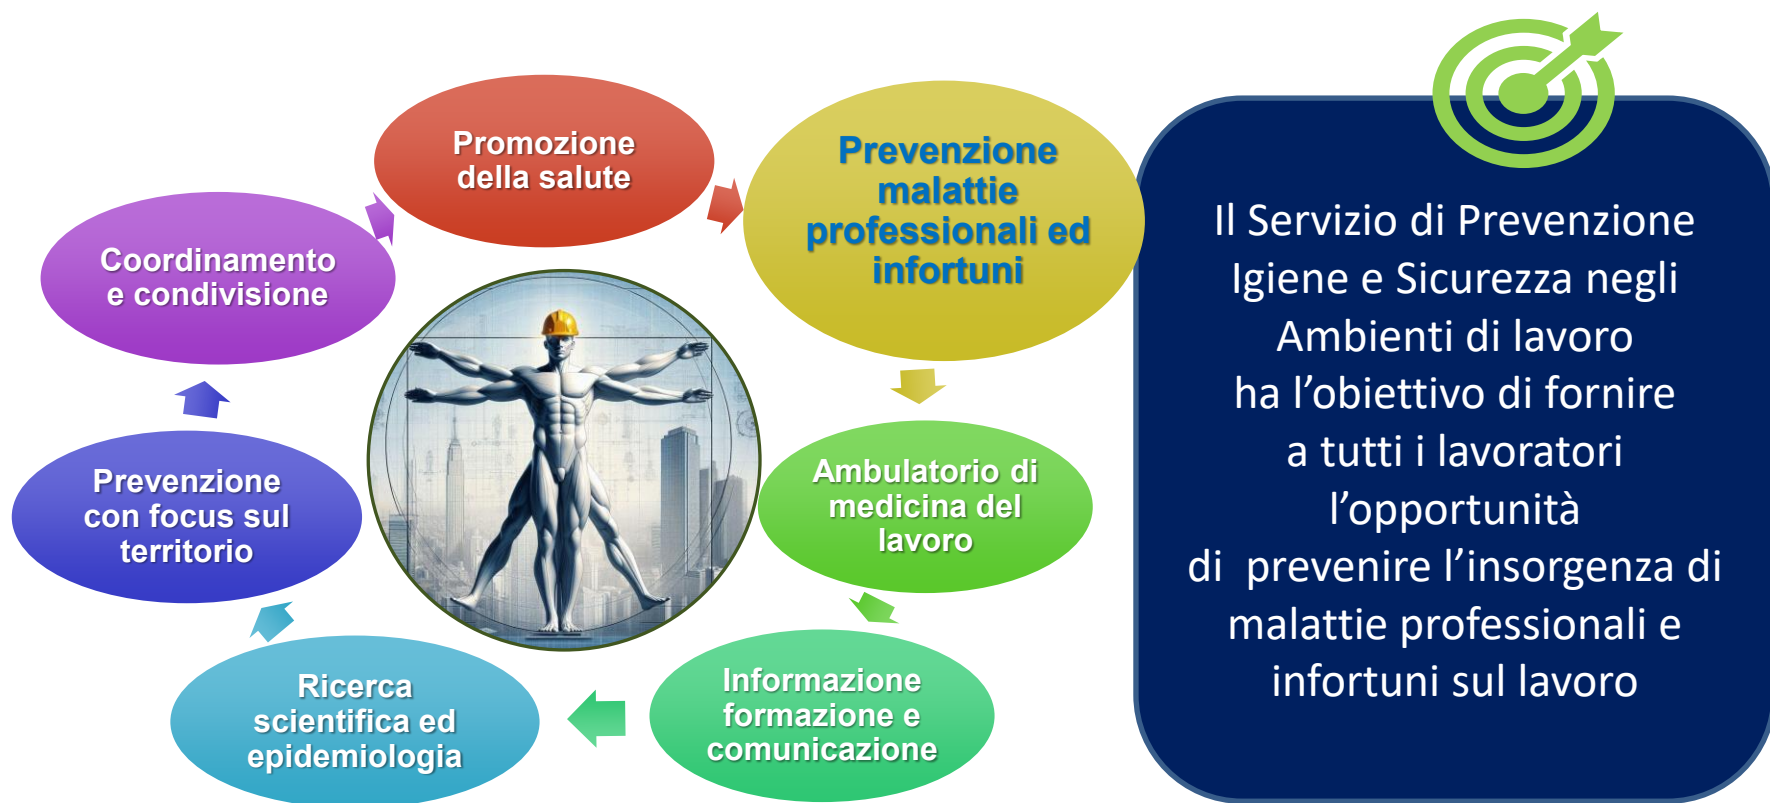 Promozione
della salute
Prevenzione
malattie
professionali ed
infortuni
Ambulatorio di
medicina del
lavoro
Informazione
formazione e
comunicazione
Ricerca
scientifica ed
epidemiologia
Prevenzione
con focus sul
territorio
Coordinamento
e condivisione
Il Servizio di Prevenzione
Igiene e Sicurezza negli
Ambienti di lavoro
ha l’obiettivo di fornire
a tutti i lavoratori
l’opportunità
di  prevenire l’insorgenza di
malattie professionali e
infortuni sul lavoro